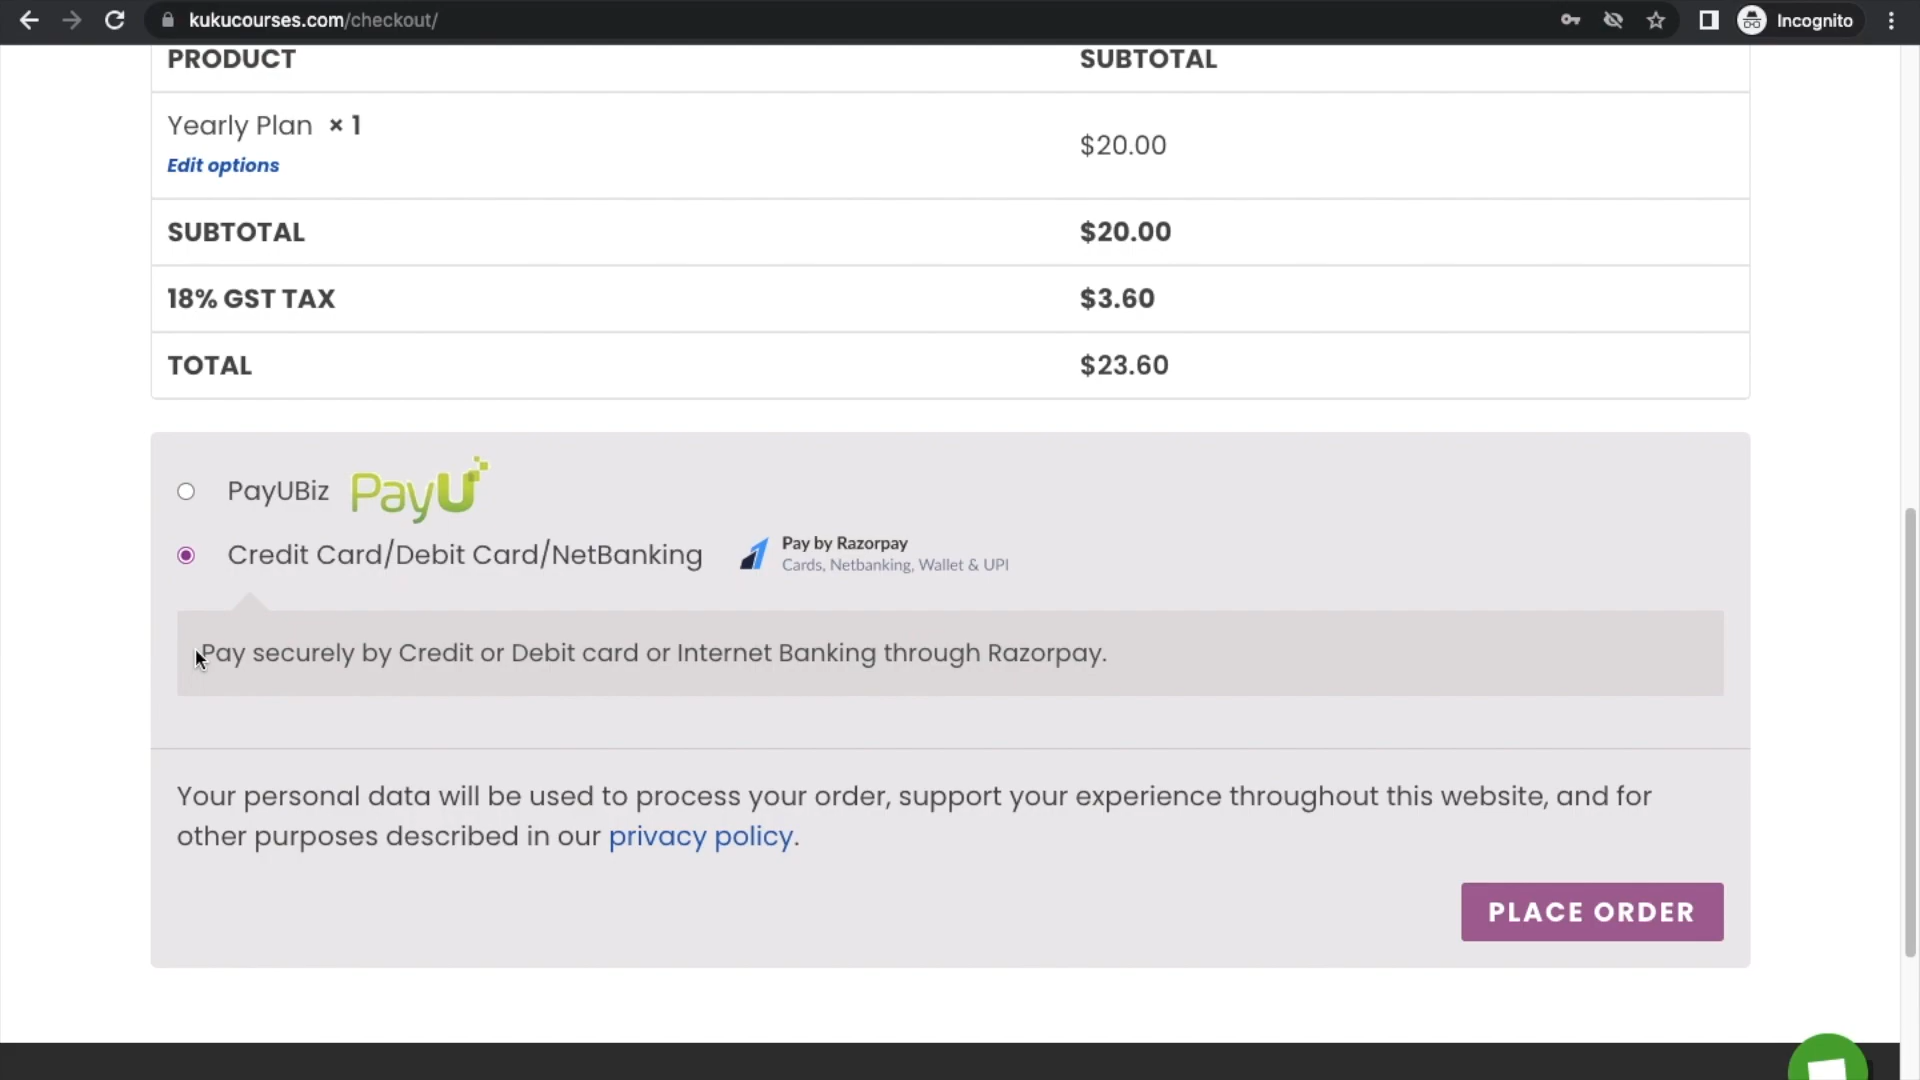 kukucourses.com/checkout/
Incognito
PRODUCT SUBTOTAL
Yearly Plan × 1
$20.00
Edit options
SUBTOTAL $20.00
18% GST TAX $3.60
TOTAL $23.60
PayUBiz PayU
Credit Card/Debit Card/NetBanking
Pay by Razorpay
Cards, Netbanking, Wallet & UPI
Pay securely by Credit or Debit card or Internet Banking through Razorpay.
Your personal data will be used to process your order, support your experience throughout this website, and for
other purposes described in our privacy policy.
PLACE ORDER